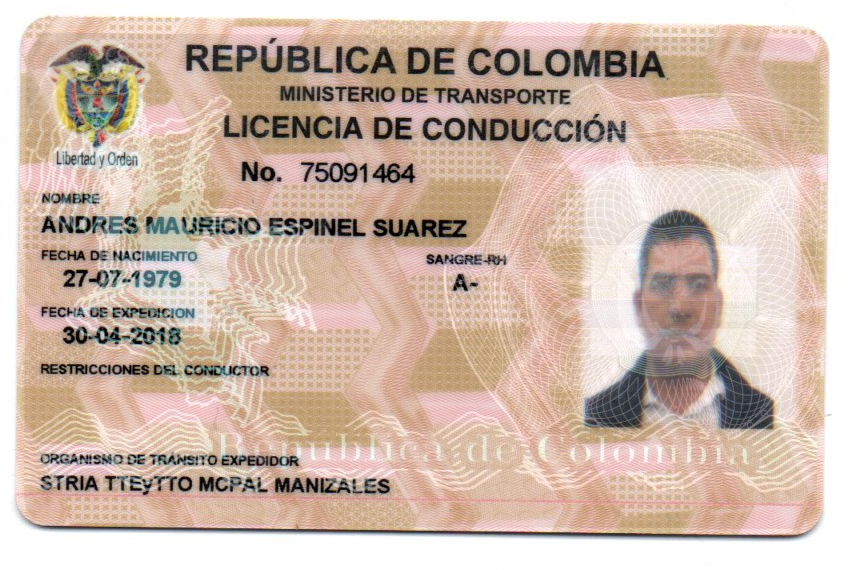 REPÚBLICA DE COLOMBIA
MINISTERIO DE TRANSPORTE
LICENCIA DE CONDUCCIÓN
Libertad y Orden
No. 75091464
NOMBRE
ANDRES MAURICIO ESPINEL SUAREZ
FECHA DE NACIMIENTO
27-07-1979
SANGRE-RH
A-
FECHA DE EXPEDICION
30-04-2018
RESTRICCIONES DEL CONDUCTOR
República de Colombia
ORGANISMO DE TRANSITO EXPEDIDOR
STRIA TTEyTTO MCPAL MANIZALES